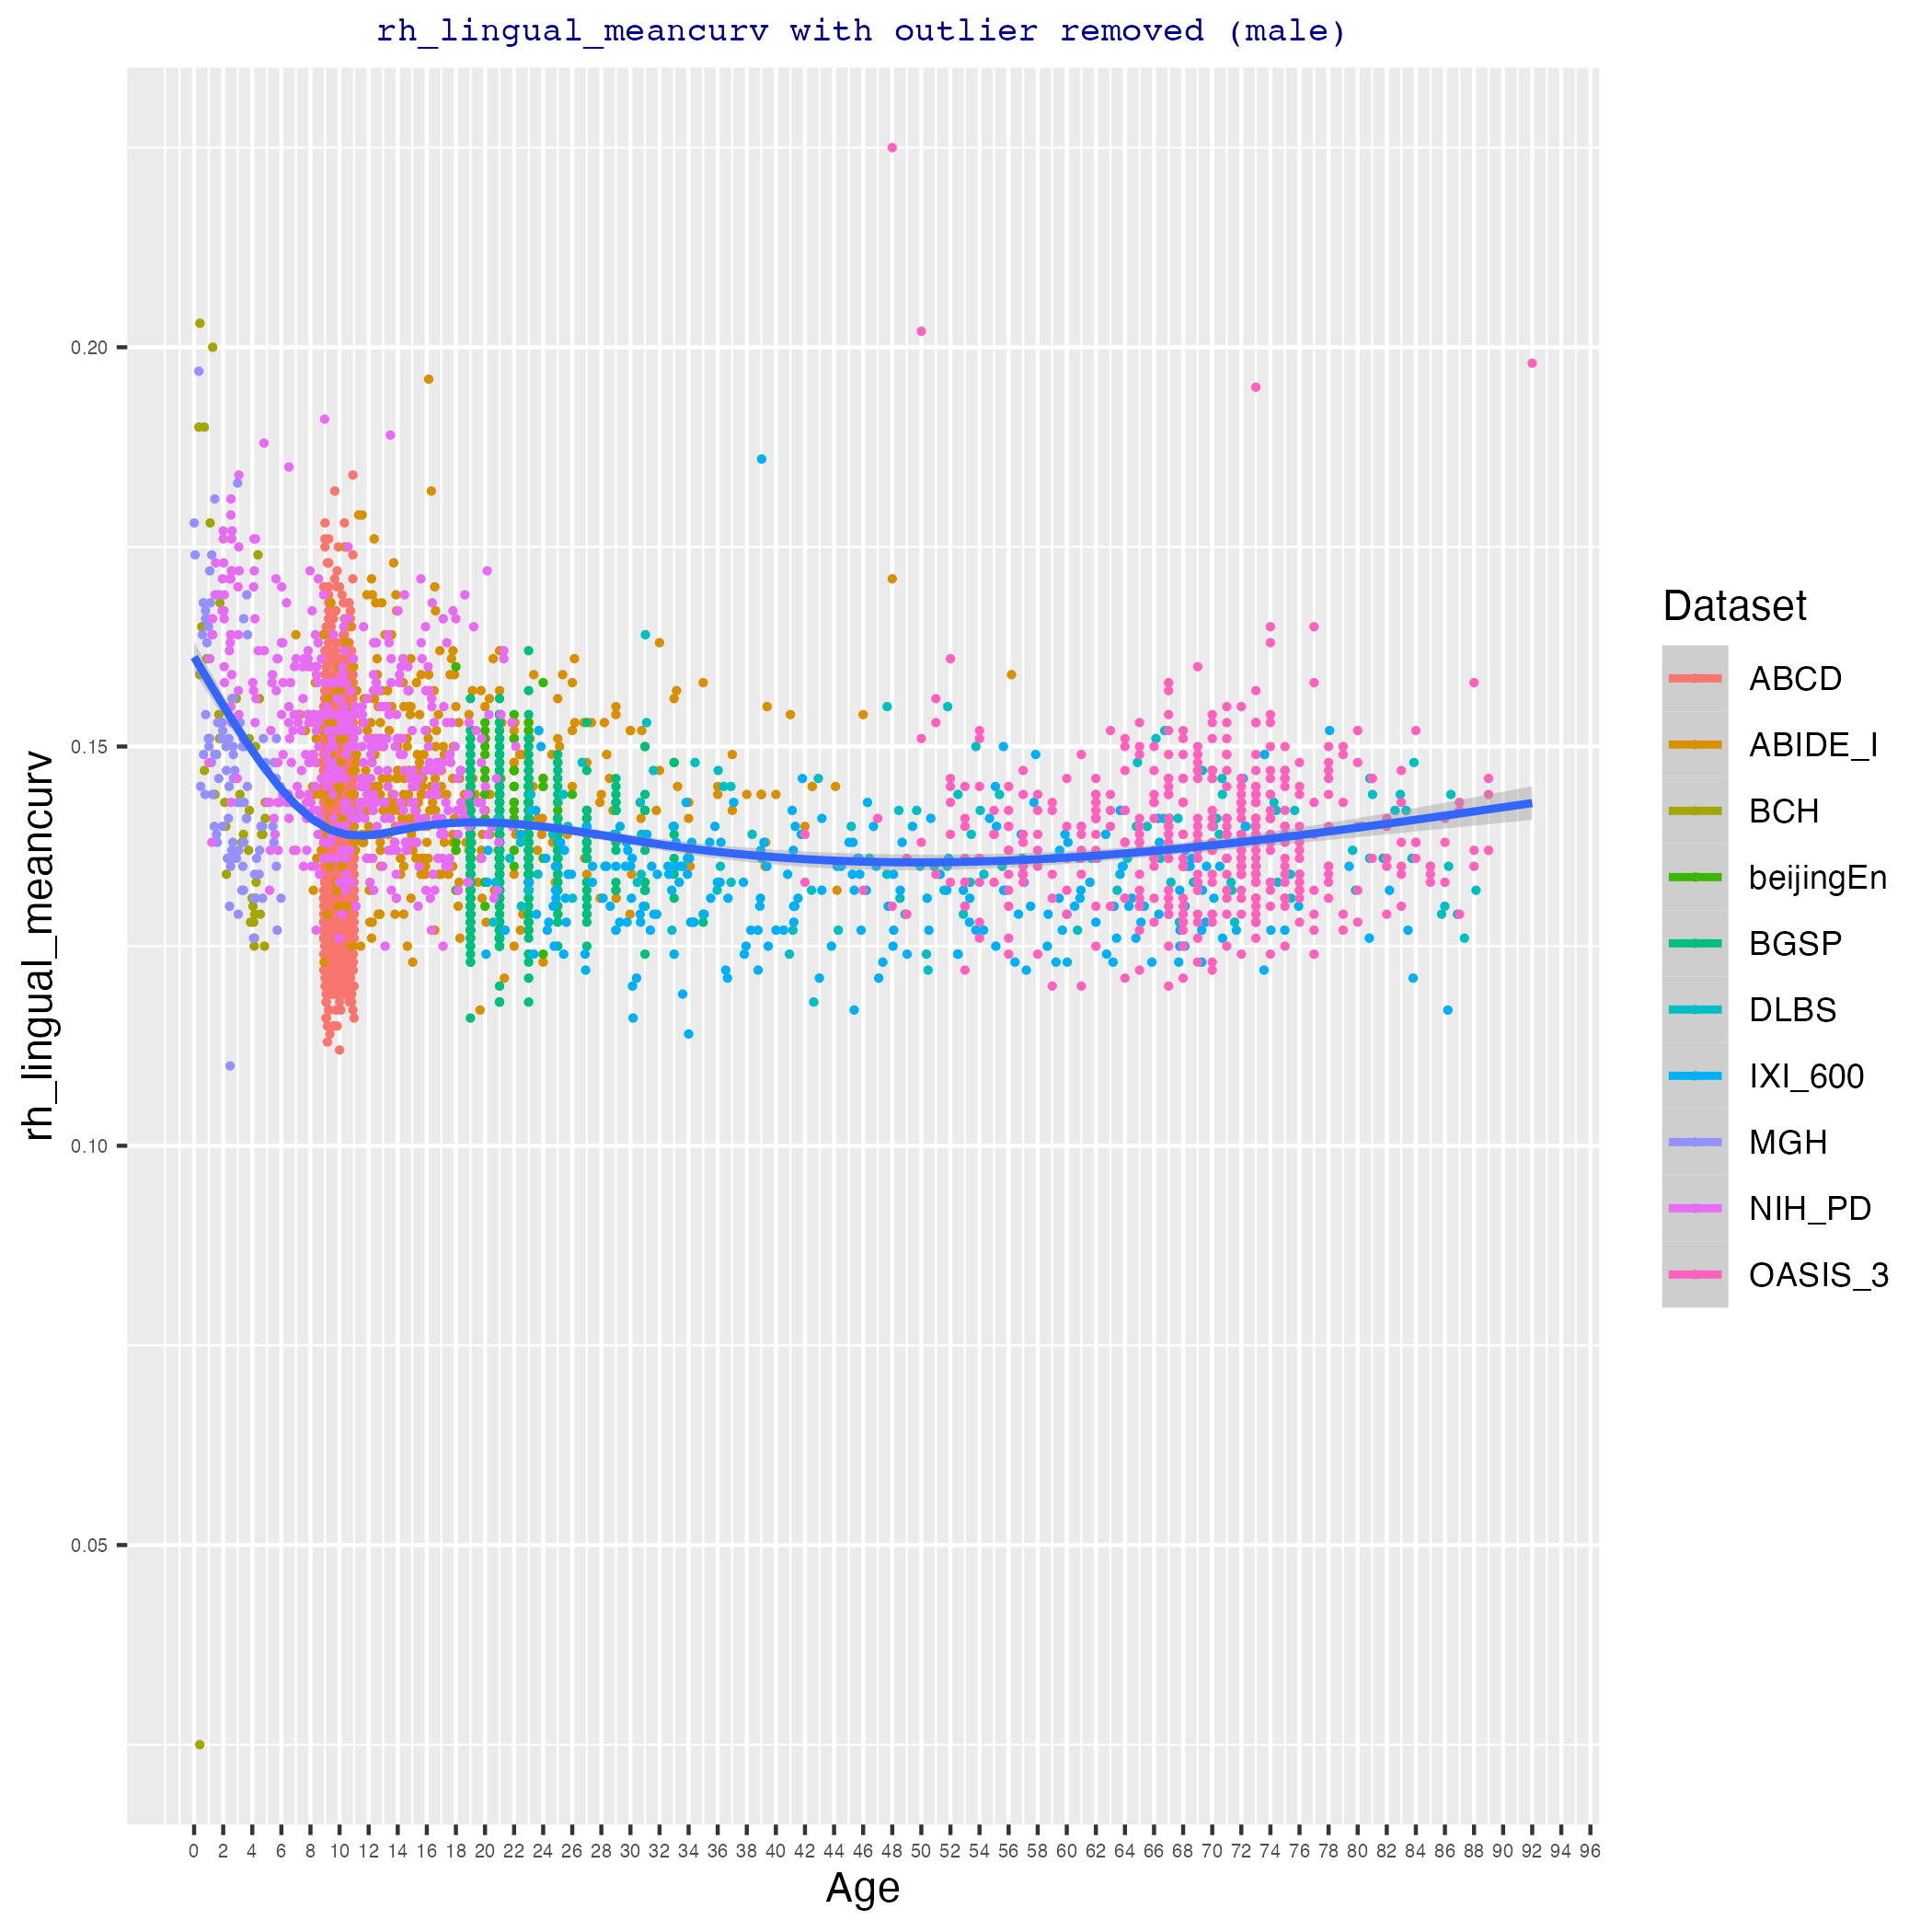 rh_lingual_meancurv with outlier removed (male)
rh_lingual_meancurv
0.20
0.15
0.10
0.05
0 2 4 6 8 10 12 14 16 18 20 22 24 26 28 30 32 34 36 38 40 42 44 46 48 50 52 54 56 58 60 62 64 66 68 70 72 74 76 78 80 82 84 86 88 90 92 94 96
Age
Dataset
ABCD
ABIDE_I
BCH
beijingEn
BGSP
DLBS
IXI_600
MGH
NIH_PD
OASIS_3